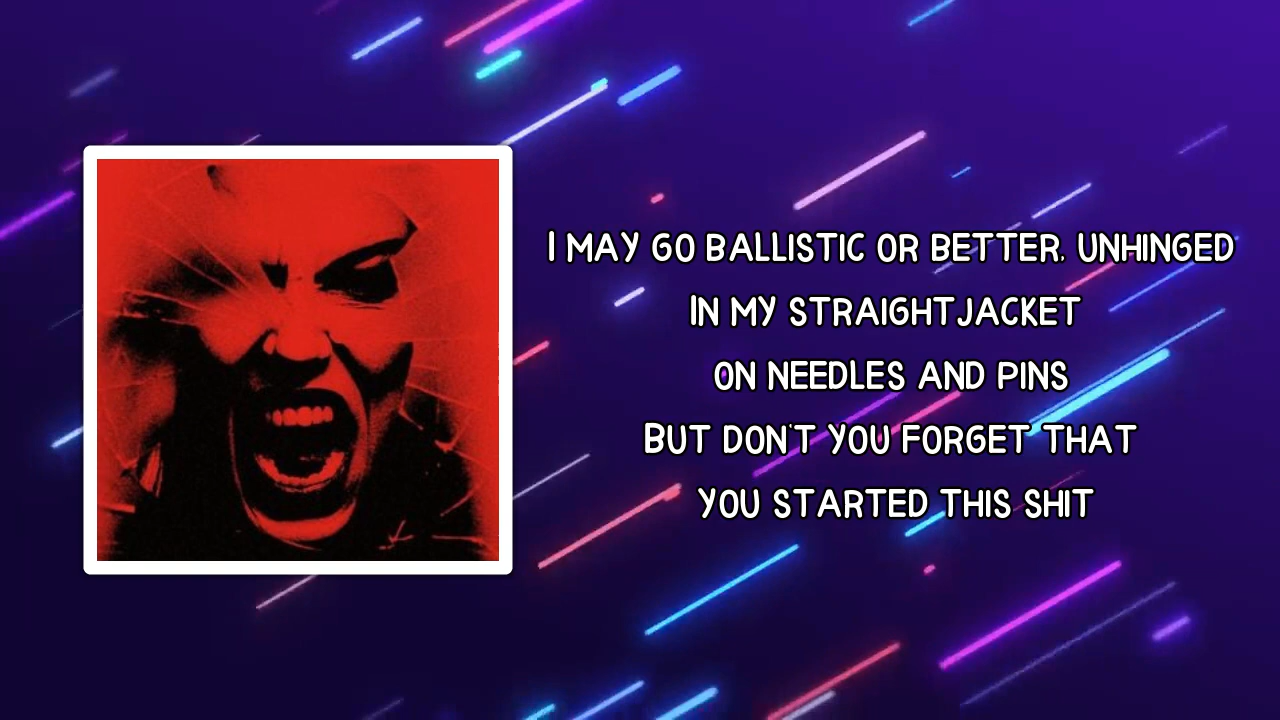 I MAY GO BALLISTIC OR BETTER, UNHINGED
IN MY STRAIGHTJACKET
ON NEEDLES AND PINS
BUT DON'T YOU FORGET THAT
YOU STARTED THIS SHIT